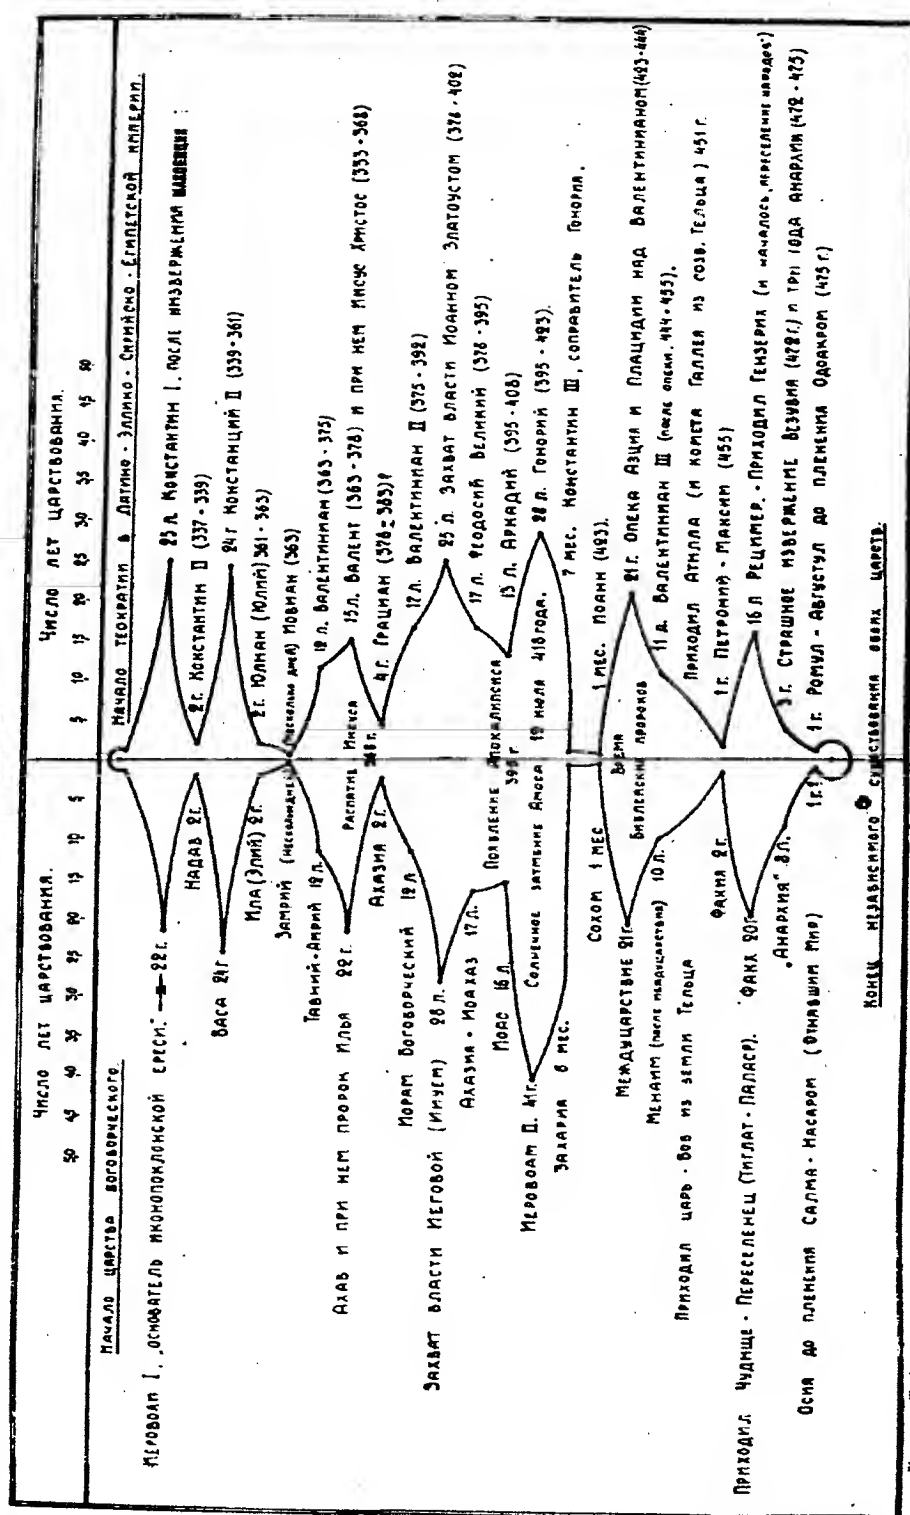 Число лет царствования.
50 45 40 35 30 25 20 15 10 5
Число лет царствования.
5 10 15 20 25 30 35 40 45 50
Начало царства Богоборческого.
Начало теократии в Латино-Эллино-Сирийско-Египетской империи.
Иеровоам I, „основатель иконопоклонской ереси." 22 г.
25 л. Константин I, после низвержения
Надав 2 г.
2 г. Константин II (337-339)
Васа 24 г
24 г Констанций II (339-361)
Ила (Элий) 2 г.
2 г. Юлиан (Юлий) 361-363)
Замрий (несколько дней)
(несколько дней) Иовиан (363)
Тавний-Амрий 12 л.
12 л. Валентиниан (363-375)
Ахав и при нем пророк Илья 22 г.
Распятие Иисуса 368 г.
15 л. Валент (363-378) и при нем Иисус Христос (333-368)
Ахазия 2 г.
4 г. Грациан (378-383)?
Иорам Богоборческий 12 л.
17 л. Валентиниан II (375-392)
Захват власти Иеговой (Ииуем) 28 л.
25 л. Захват власти Иоанном Златоустом (378-402)
Ахазия-Иоахаз 17 л.
17 л. Феодосий Великий (378-395)
Иоас 16 л.
Появление Апокалипсиса 395 г.
13 л. Аркадий (395-408)
Иеровоам II. 41 г.
Солнечное затмение Амоса 19 июля 418 года.
28 л. Гонорий (395-423).
Захария 6 мес.
7 мес. Константин III, соправитель Гонория.
Сохом 1 мес
1 мес. Иоанн (423).
Междуцарствие 21 г.
Время Библейских пророков
21 г. Опека Аэция и Плацидии над Валентинианом (423-444)
Менаим (после междуцарствия) 10 л.
11 л. Валентиниан III (после опеки. 444-455).
Приходил царь-Бов из земли Тельца
Приходил Атилла (и комета Галлея из созв. Тельца) 451 г.
Факия 2 г.
1 г. Петроний-Максим (455)
Приходил Чудище-Переселенец (Тиглат-Паласр). Факх 20 г
16 л Рецимер.-Приходил Гензерих (и началось переселение народов)
„Анархия" 8 л.
3 г. Страшное извержение Везувия (472 г.) и три года анархии (472-475)
Осия до пленения Салма-Насаром (Отнявшим Мир) 1 г.?
1 г. Ромул-Августул до пленения Одоакром (475 г.)
Конец независимого существования обоих царств.